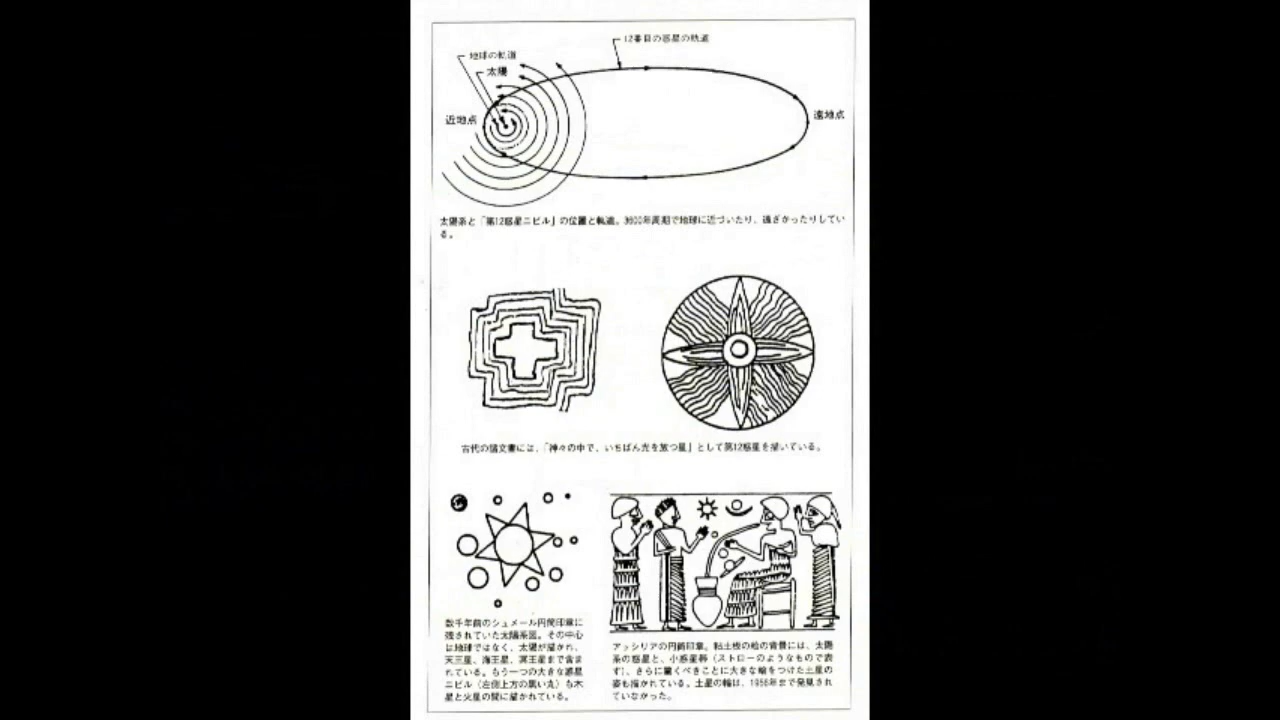 12番目の惑星の軌道
地球の軌道
太陽
近地点
遠地点
太陽系と「第12惑星ニビル」の位置と軌道。3600年周期で地球に近づいたり、遠ざかったりしてい
る。
古代の諸文書には、「神々の中で、いちばん光を放つ星」として第12惑星を描いている。
数千年前のシュメール円筒印章に
残されていた太陽系図。その中心
は地球ではなく、太陽が描かれ、
天王星、海王星、冥王星まで含ま
れている。もう一つの大きな惑星
ニビル（左側上方の黒い丸）も木
星と火星の間に描かれている。
アッシリアの円筒印章。粘土板の絵の背景には、太陽
系の惑星と、小惑星帯（ストローのようなもので表
す）、さらに驚くべきことに大きな輪をつけた土星の
姿も描かれている。土星の輪は、1956年まで発見され
ていなかった。